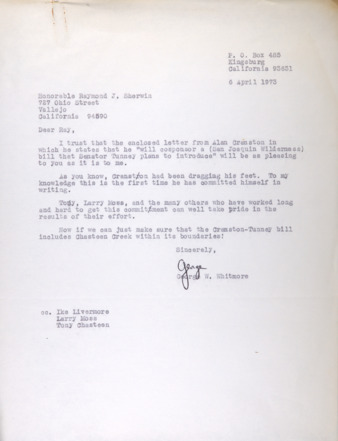 P. O. Box 485
Kingsburg
California 93631
6 April 1973
Honorable Raymond J. Sherwin
727 Ohio Street
Vallejo
California 94590
Dear Ray,
I trust that the enclosed letter from Alan Cranston in
which he states that he "will cosponsor a (San Joaquin Wilderness)
bill that Senator Tunney plans to introduce" will be as pleasing
to you as it is to me.
As you know, Cranston had been dragging his feet. To my
knowledge this is the first time he has committed himself in
writing.
Tony, Larry Moss, and the many others who have worked long
and hard to get this commitment can well take pride in the
results of their effort.
Now if we can just make sure that the Cranston-Tunney bill
includes Chasteen Creek within its boundaries!
Sincerely,
George
George W. Whitmore
cc. Ike Livermore
Larry Moss
Tony Chasteen